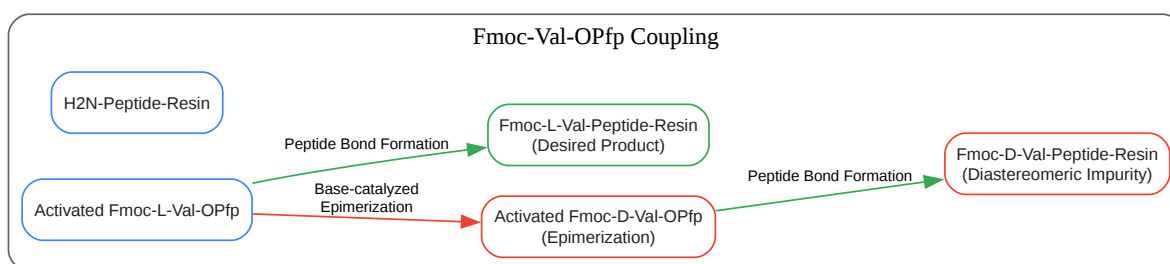 Fmoc-Val-OPfp Coupling
H2N-Peptide-Resin
Activated Fmoc-L-Val-OPfp
Peptide Bond Formation
Base-catalyzed
Epimerization
Fmoc-L-Val-Peptide-Resin
(Desired Product)
Activated Fmoc-D-Val-OPfp
(Epimerization)
Peptide Bond Formation
Fmoc-D-Val-Peptide-Resin
(Diastereomeric Impurity)